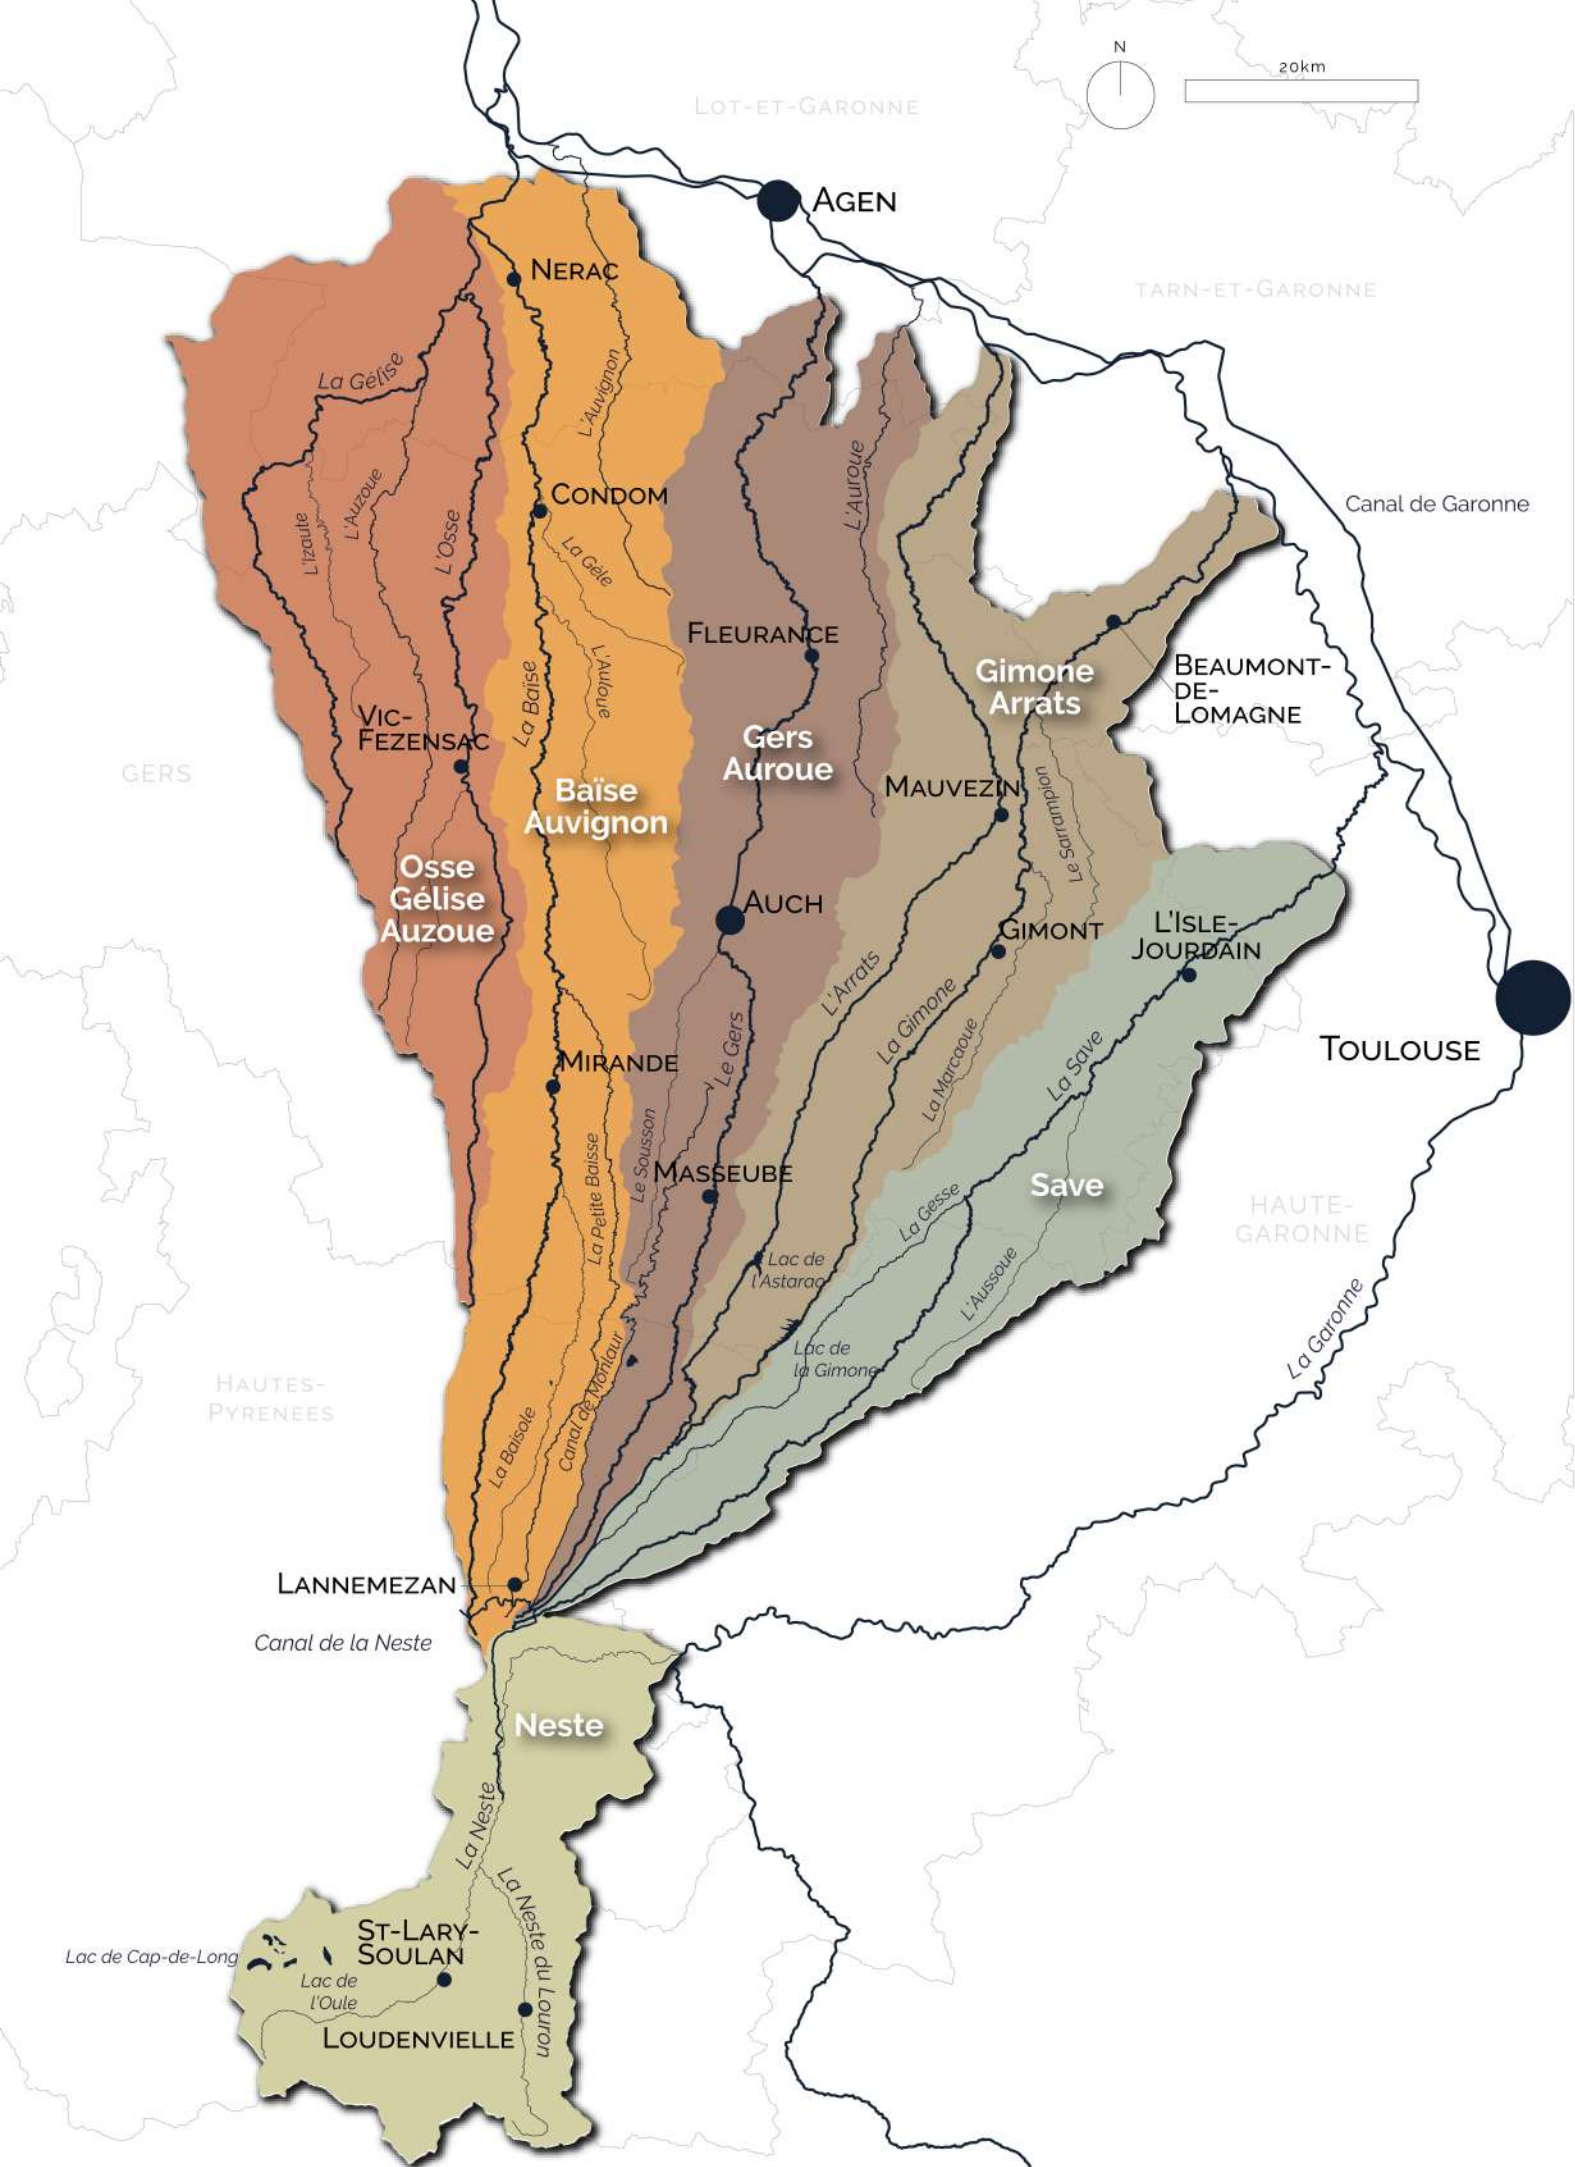 N
20km
LOT-ET-GARONNE
AGEN
NERAC
TARN-ET-GARONNE
La Gélise
L'Auvignon
L'Auroue
CONDOM
Canal de Garonne
L'Izaute
L'Auzoue
L'Osse
La Gèle
FLEURANCE
La Baïse
L'Auloue
Gimone
Arrats
BEAUMONT-
DE-
LOMAGNE
VIC-
FEZENSAC
Gers
Auroue
GERS
Baïse
Auvignon
MAUVEZIN
Le Sarrampion
Osse
Gélise
Auzoue
AUCH
GIMONT
L'ISLE-
JOURDAIN
L'Arrats
La Gimone
TOULOUSE
MIRANDE
Le Gers
La Marcaoue
La Save
La Petite Baisse
Le Sousson
MASSEUBE
Save
La Gesse
HAUTE-
GARONNE
Lac de
l'Astarac
L'Aussoue
La Garonne
Lac de
la Gimone
HAUTES-
PYRENEES
La Baisole
Canal de Monlaur
LANNEMEZAN
Canal de la Neste
Neste
La Neste
La Neste du Louron
ST-LARY-
SOULAN
Lac de Cap-de-Long
Lac de
l'Oule
LOUDENVIELLE